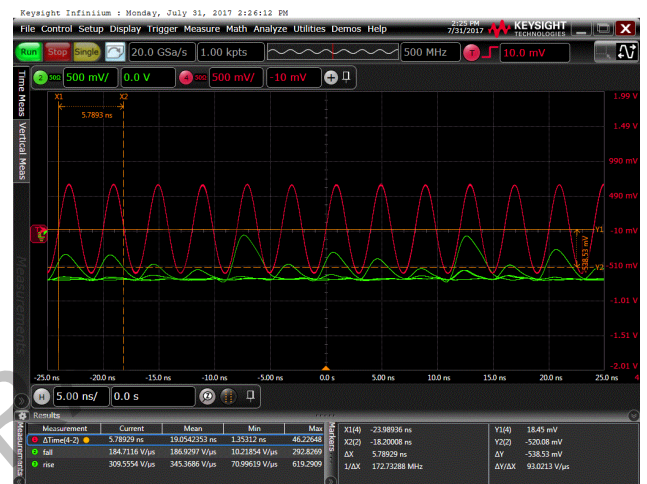 Keysight Infiniium : Monday, July 31, 2017 2:26:12 PM
File Control Setup Display Trigger Measure Math Analyze Utilities Demos Help
2:25 PM
7/31/2017
KEYSIGHT
TECHNOLOGIES
Run Stop Single 20.0 GSa/s 1.00 kpts 500 MHz T 10.0 mV
2 50Ω 500 mV/ 0.0 V 4 50Ω 500 mV/ -10 mV
Time Meas
Vertical Meas
Measurements
X1 X2
5.7893 ns
1.99 V
1.49 V
990 mV
490 mV
-10 mV
-510 mV
-1.01 V
-1.51 V
-2.01 V
Y1
-538.53 mV
Y2
-25.0 ns -20.0 ns -15.0 ns -10.0 ns -5.00 ns 0.0 s 5.00 ns 10.0 ns 15.0 ns 20.0 ns 25.0 ns 4
H 5.00 ns/ 0.0 s
Results
Measurements
Measurement Current Mean Min Max
ΔTime(4-2) 5.78929 ns 19.0542353 ns 1.35312 ns 46.22648
fall 184.7116 V/µs 186.9297 V/µs 10.21854 V/µs 292.8269
rise 309.5554 V/µs 345.3686 V/µs 70.99619 V/µs 619.2909
Markers
X1(4) -23.98936 ns
X2(2) -18.20008 ns
ΔX 5.78929 ns
1/ΔX 172.73288 MHz
Y1(4) 18.45 mV
Y2(2) -520.08 mV
ΔY -538.53 mV
ΔY/ΔX 93.0213 V/µs